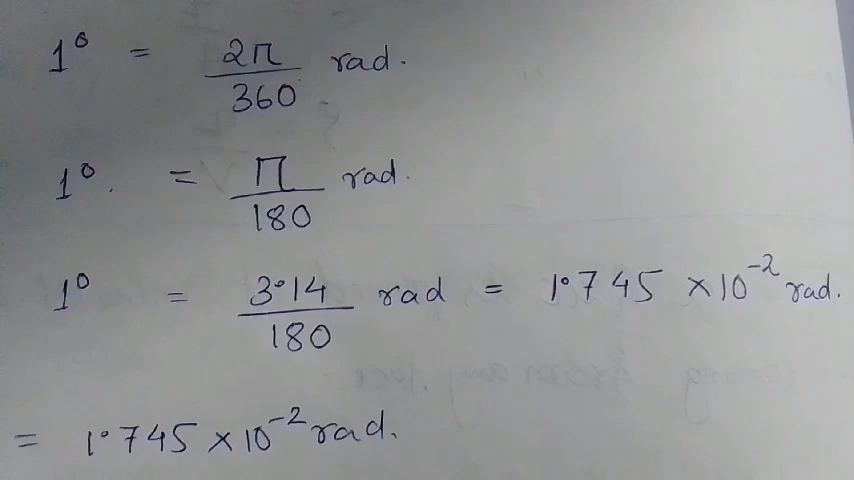 1° = 2π/360 rad.
1°. = π/180 rad.
1° = 3.14/180 rad = 1.745 × 10⁻² rad.
= 1.745 × 10⁻² rad.